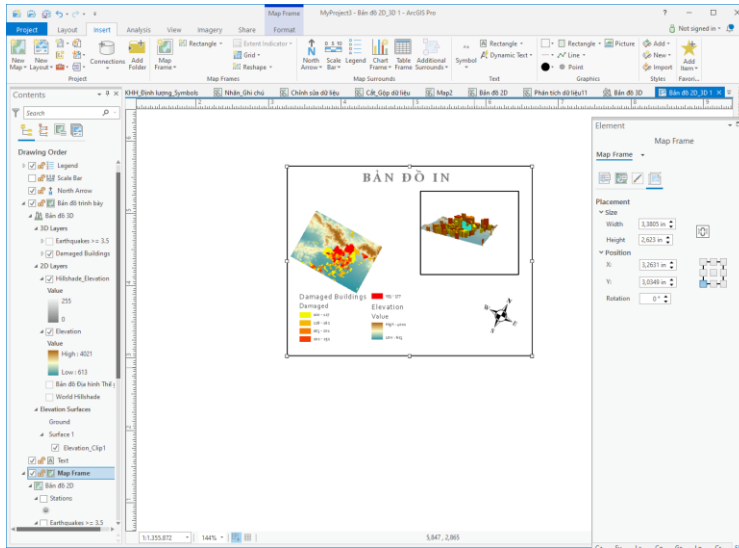 Map Frame
MyProject3 - Bản đồ 2D_3D 1 - ArcGIS Pro
? – □ ×
Project Layout Insert Analysis View Imagery Share Format
Not signed in
New Map New Layout
Connections
Add Folder
Project
Map Frame
Rectangle
Grid
Extent Indicator
Reshape
Map Frames
North Arrow
Scale Bar
Legend
Chart Frame
Table Frame
Additional Surrounds
Map Surrounds
Symbol
Rectangle
Dynamic Text
Text
Rectangle
Picture
Line
Point
Graphics
Add
New
Import
Styles
Add Item
Favori...
Contents
KHH_Định lượng_Symbols
Nhãn_Ghi chú
Chỉnh sửa dữ liệu
Cắt_Gộp dữ liệu
Map2
Bản đồ 2D
Phân tích dữ liệu11
Bản đồ 3D
Bản đồ 2D_3D 1
Search
Drawing Order
Legend
Scale Bar
North Arrow
Bản đồ trình bày
Bản đồ 3D
3D Layers
Earthquakes >= 3.5
Damaged Buildings
2D Layers
Hillshade_Elevation
Value
255
0
Elevation
Value
High : 4021
Low : 613
Bản đồ Địa hình Thế g
World Hillshade
Elevation Surfaces
Ground
Surface 1
Elevation_Clip1
Text
Map Frame
Bản đồ 2D
Stations
Earthquakes >= 3.5
BẢN ĐỒ IN
Damaged Buildings
Damaged
Elevation
Value
N
E
S
W
1:1.355.872
144%
5,847 , 2,865
Element
Map Frame
Map Frame
Placement
Size
Width 3,3805 in
Height 2,623 in
Position
X: 3,2631 in
Y: 3,0349 in
Rotation 0 °